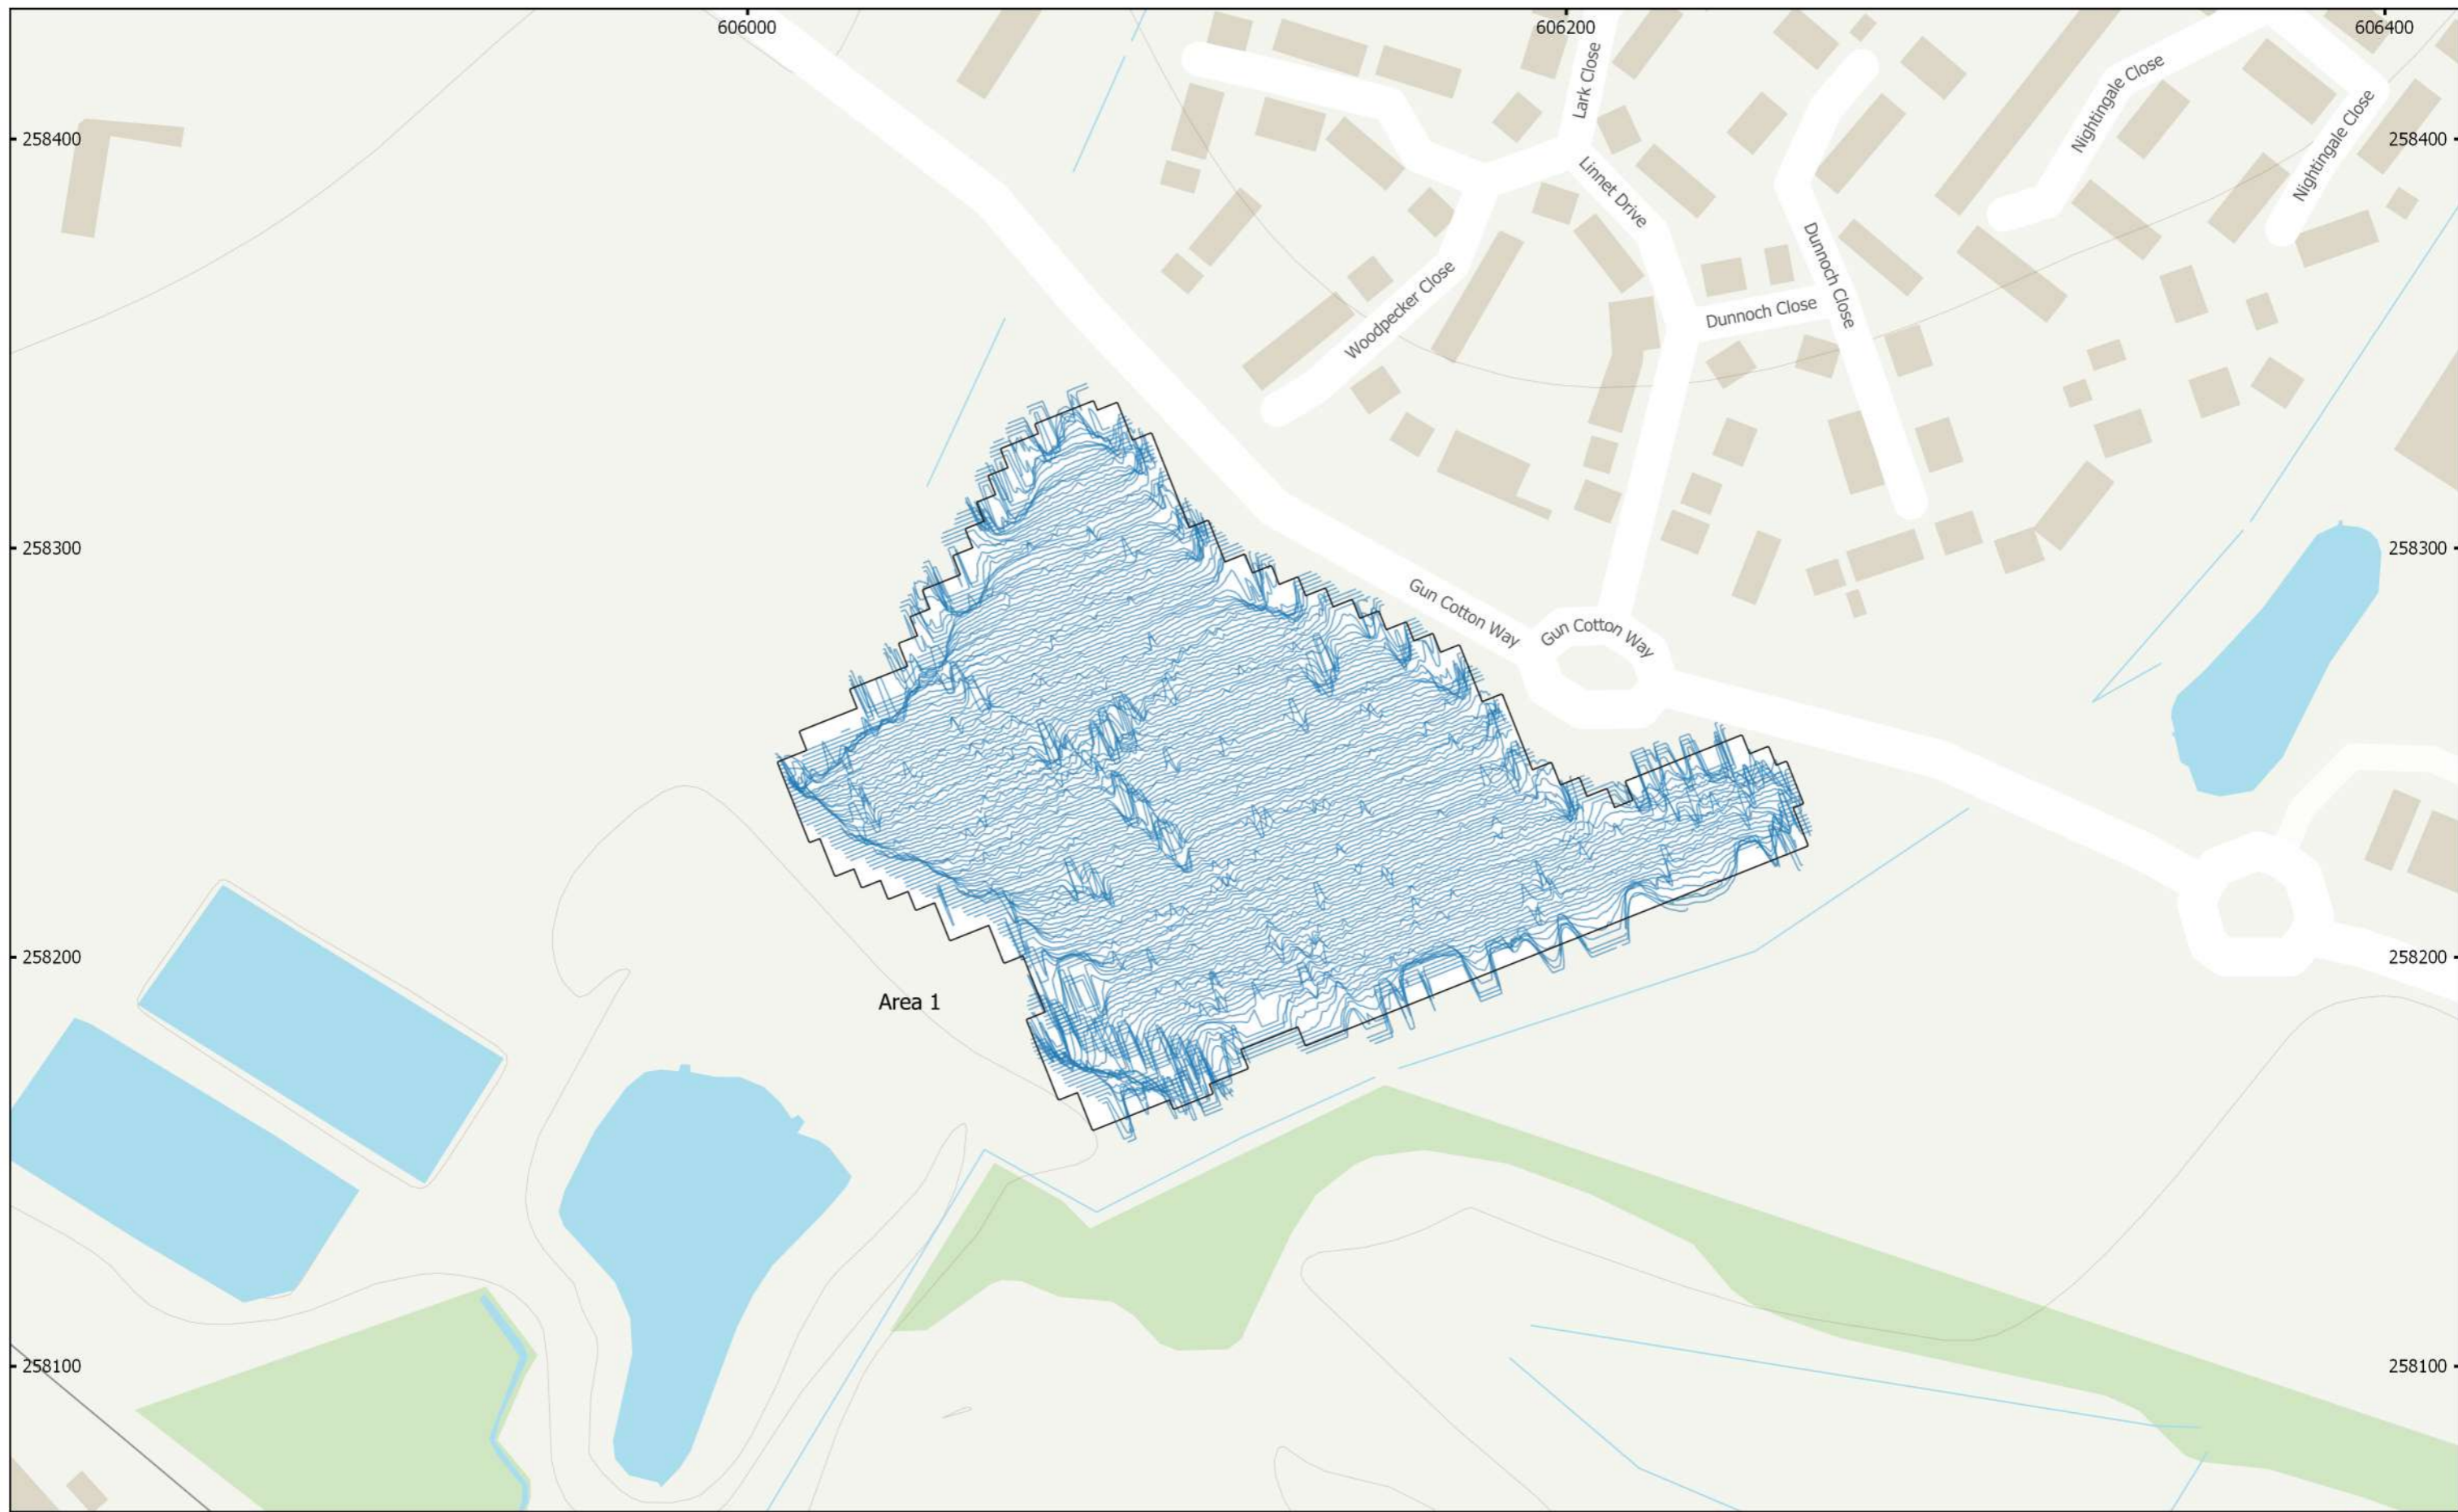 606000
606200
606400
Lark Close
Nightingale Close
Nightingale Close
258400
258400
Linnet Drive
Woodpecker Close
Dunnoch Close
Dunnoch Close
258300
258300
Gun Cotton Way
Gun Cotton Way
258200
258200
Area 1
258100
258100